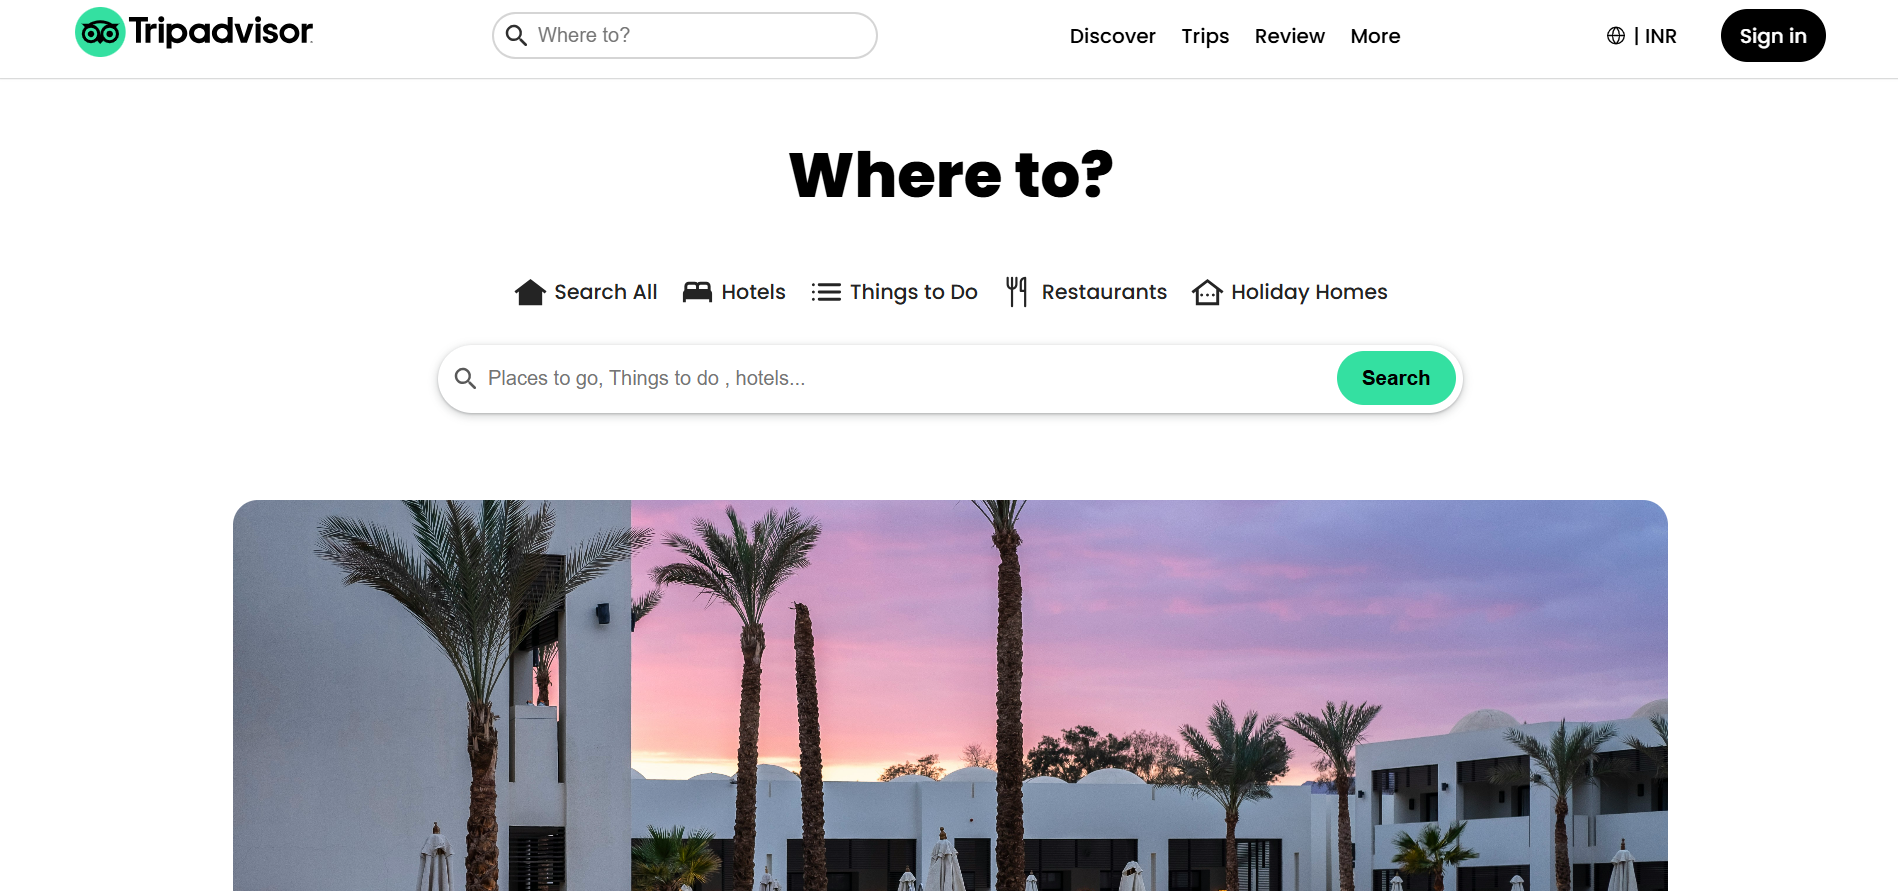 Tripadvisor
Where to?
Discover Trips Review More
| INR
Sign in
Where to?
Search All Hotels Things to Do Restaurants Holiday Homes
Places to go, Things to do , hotels...
Search